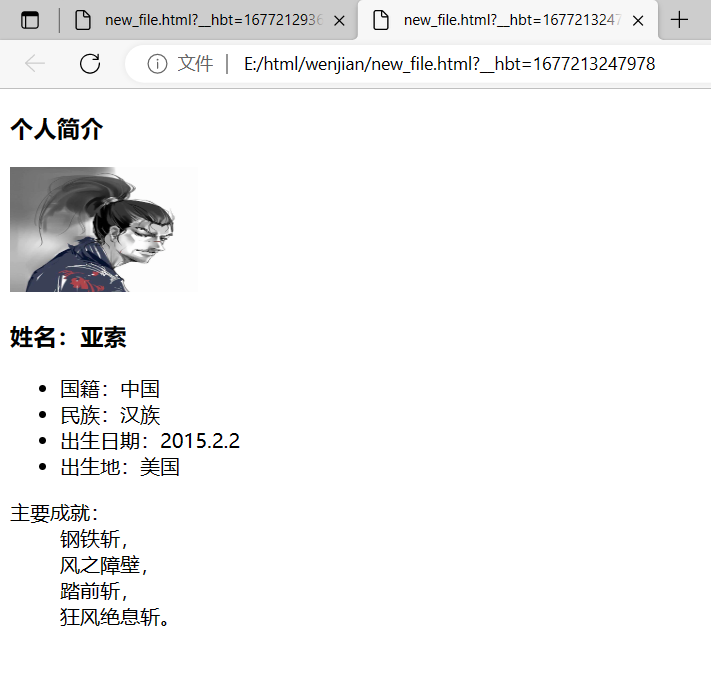 new_file.html?__hbt=1677212936
new_file.html?__hbt=1677213247
文件 E:/html/wenjian/new_file.html?__hbt=1677213247978
个人简介
姓名：亚索
国籍：中国
民族：汉族
出生日期：2015.2.2
出生地：美国
主要成就：
钢铁斩，
风之障壁，
踏前斩，
狂风绝息斩。